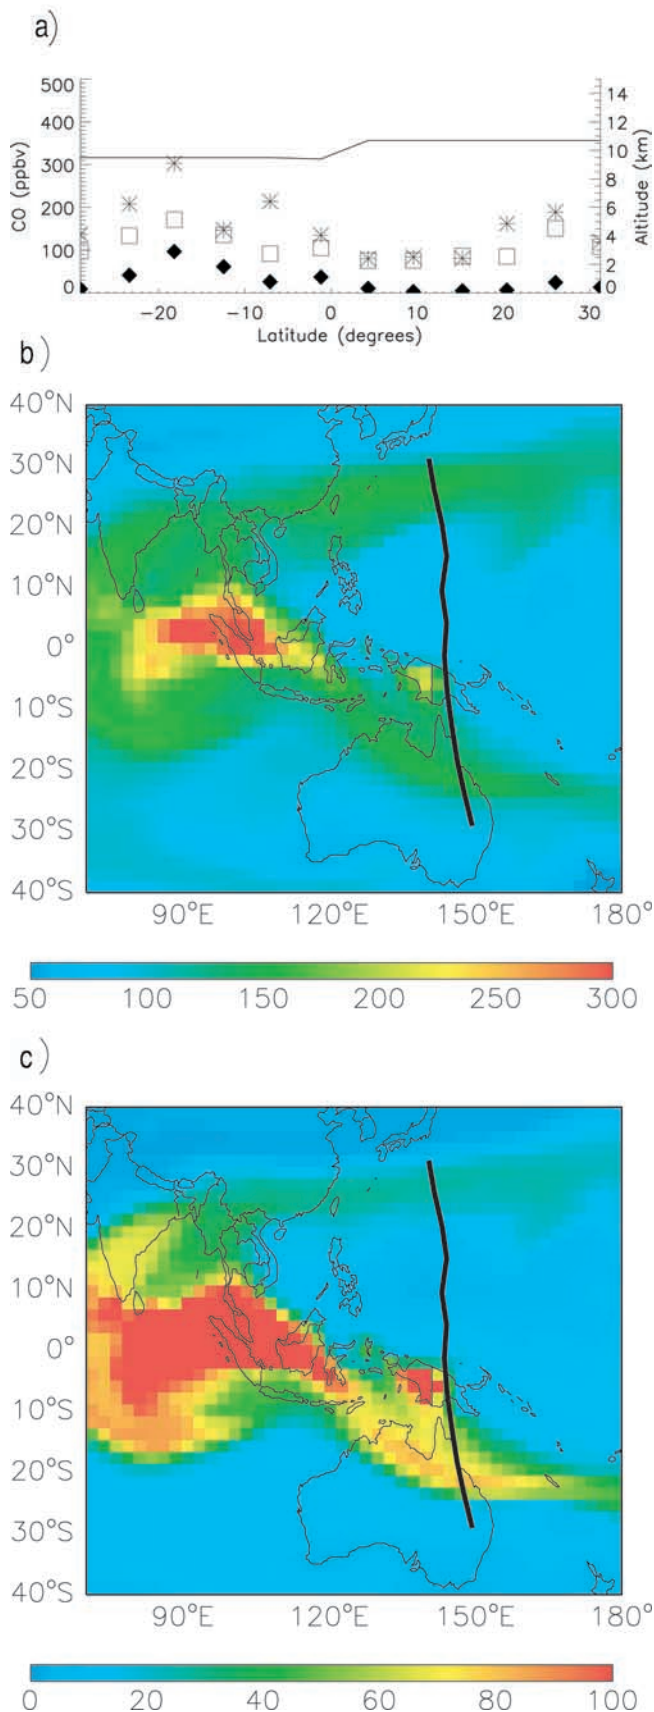 a)
500
400
300
200
100
0
CO (ppbv)
14
12
10
8
6
4
2
0
Altitude (km)
−20 −10 0 10 20 30
Latitude (degrees)
b)
40°N
30°N
20°N
10°N
0°
10°S
20°S
30°S
40°S
90°E 120°E 150°E 180°
50 100 150 200 250 300
c)
40°N
30°N
20°N
10°N
0°
10°S
20°S
30°S
40°S
90°E 120°E 150°E 180°
0 20 40 60 80 100